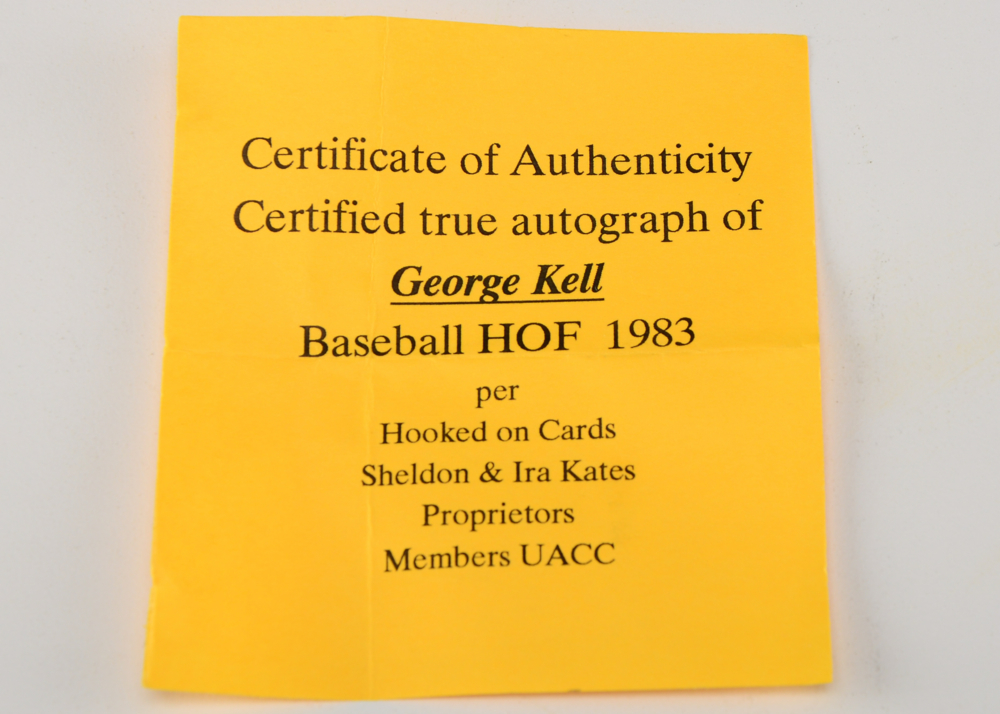 Certificate of Authenticity
Certified true autograph of
George Kell
Baseball HOF 1983
per
Hooked on Cards
Sheldon & Ira Kates
Proprietors
Members UACC